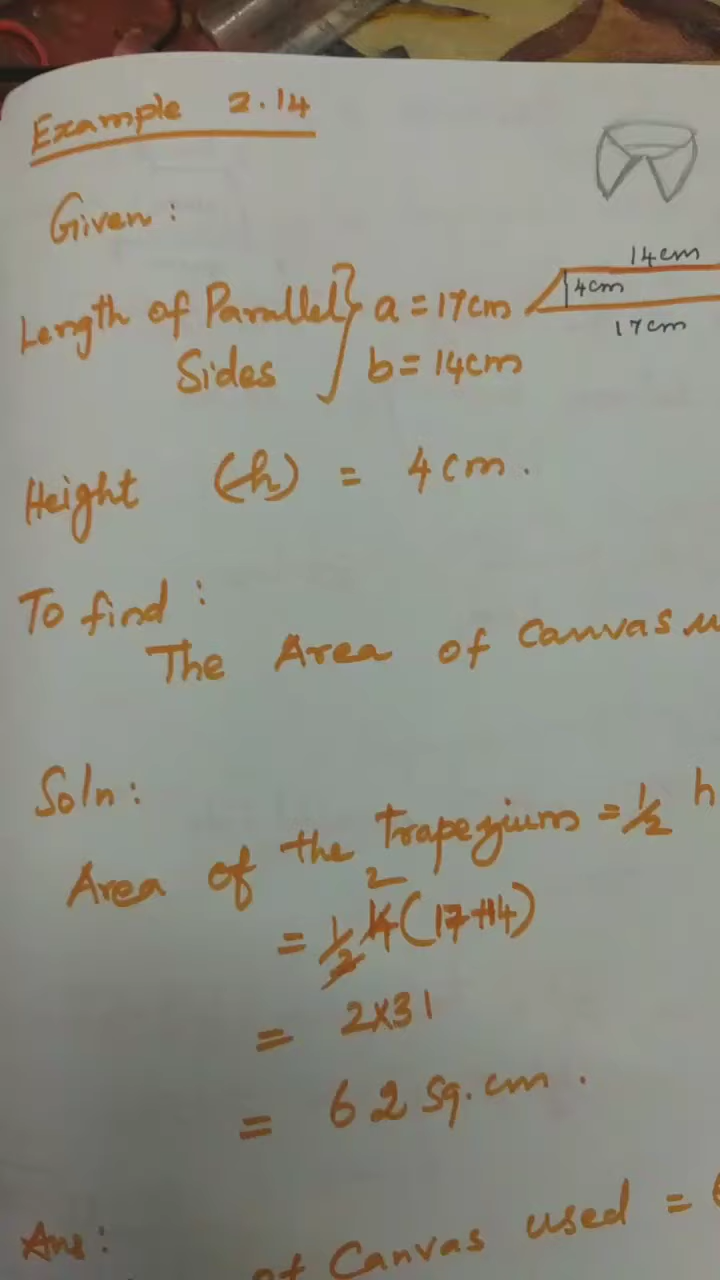 Example 2.14
Given:
14cm
4cm
17cm
Length of Parallel } a = 17cm
Sides b = 14cm
Height (h) = 4cm.
To find:
The Area of Canvas
Soln:
Area of the trapezium = 1/2 h
2
= 1/2 4(17+14)
= 2x31
= 62 sq.cm.
Ans:
of Canvas used =